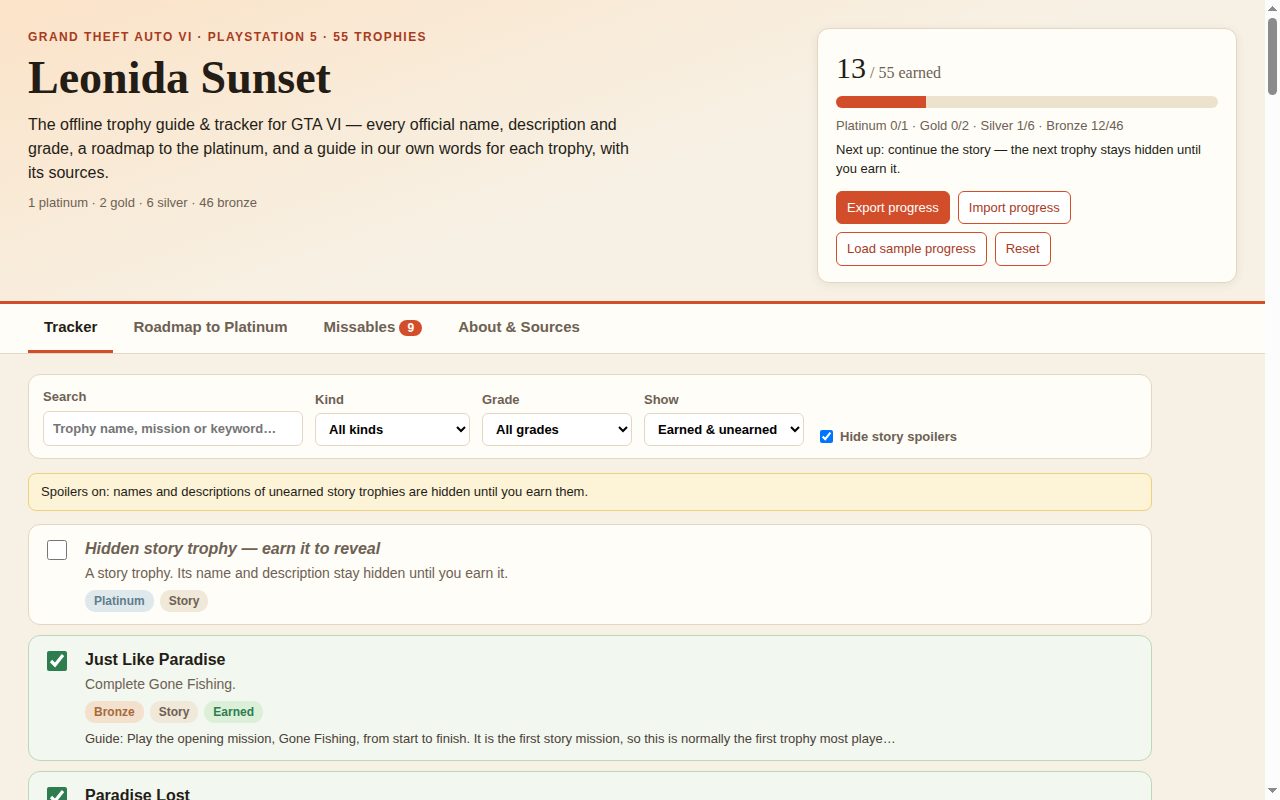 GRAND THEFT AUTO VI · PLAYSTATION 5 · 55 TROPHIES
Leonida Sunset
The offline trophy guide & tracker for GTA VI — every official name, description and
grade, a roadmap to the platinum, and a guide in our own words for each trophy, with
its sources.
1 platinum · 2 gold · 6 silver · 46 bronze
13 / 55 earned
Platinum 0/1 · Gold 0/2 · Silver 1/6 · Bronze 12/46
Next up: continue the story — the next trophy stays hidden until
you earn it.
Export progress Import progress
Load sample progress Reset
Tracker Roadmap to Platinum Missables 9 About & Sources
Search Kind Grade Show
Trophy name, mission or keyword… All kinds All grades Earned & unearned Hide story spoilers
Spoilers on: names and descriptions of unearned story trophies are hidden until you earn them.
Hidden story trophy — earn it to reveal
A story trophy. Its name and description stay hidden until you earn it.
Platinum Story
Just Like Paradise
Complete Gone Fishing.
Bronze Story Earned
Guide: Play the opening mission, Gone Fishing, from start to finish. It is the first story mission, so this is normally the first trophy most playe…
Paradise Lost